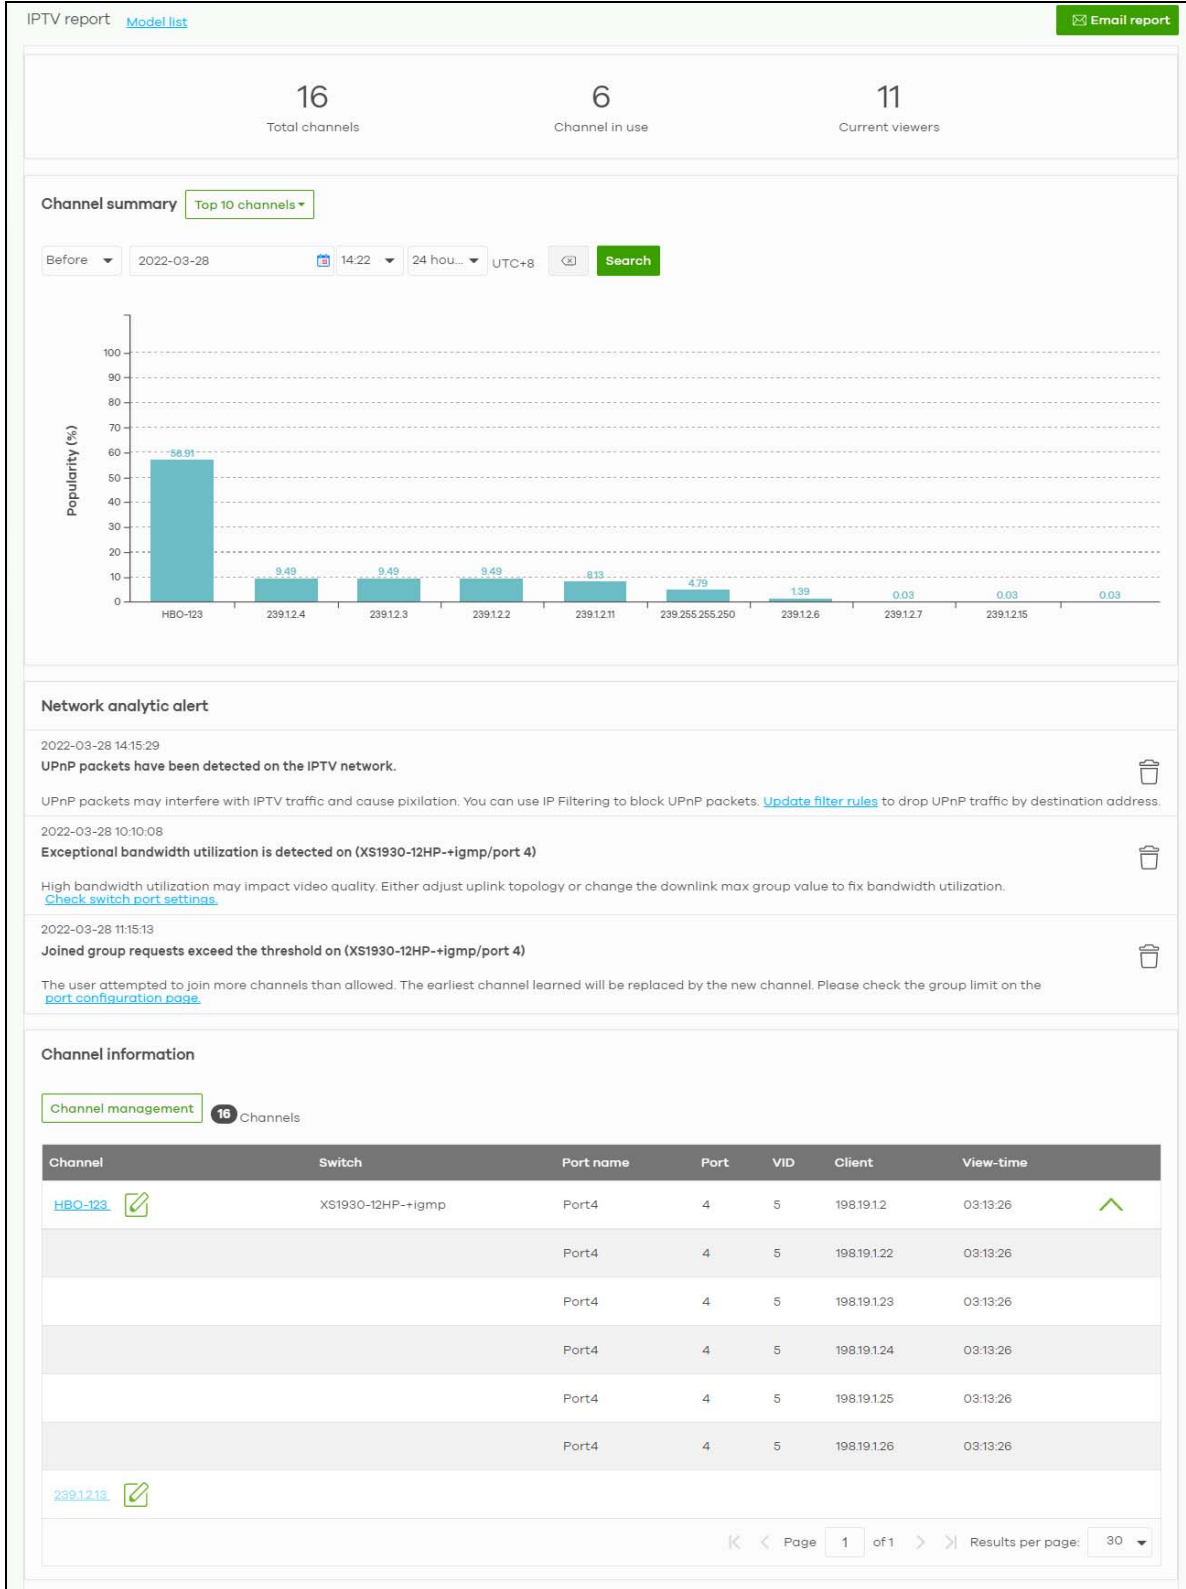 IPTV report Model list Email report
16 6 11
Total channels Channel in use Current viewers
Channel summary Top 10 channels
Before 2022-03-28 14:22 24 hou... UTC+8 Search
Popularity (%)
100
90
80
70
60
50
40
30
20
10
0
58.91 9.49 9.49 9.49 8.13 4.79 1.39 0.03 0.03 0.03
HBO-123 239.1.2.4 239.1.2.3 239.1.2.2 239.1.2.11 239.255.255.250 239.1.2.6 239.1.2.7 239.1.2.15
Network analytic alert
2022-03-28 14:15:29
UPnP packets have been detected on the IPTV network.
UPnP packets may interfere with IPTV traffic and cause pixilation. You can use IP Filtering to block UPnP packets. Update filter rules to drop UPnP traffic by destination address.
2022-03-28 10:10:08
Exceptional bandwidth utilization is detected on (XS1930-12HP-+igmp/port 4)
High bandwidth utilization may impact video quality. Either adjust uplink topology or change the downlink max group value to fix bandwidth utilization.
Check switch port settings.
2022-03-28 11:15:13
Joined group requests exceed the threshold on (XS1930-12HP-+igmp/port 4)
The user attempted to join more channels than allowed. The earliest channel learned will be replaced by the new channel. Please check the group limit on the
port configuration page.
Channel information
Channel management 16 Channels
Channel Switch Port name Port VID Client View-time
HBO-123 XS1930-12HP-+igmp Port4 4 5 198.19.1.2 03:13:26
Port4 4 5 198.19.1.22 03:13:26
Port4 4 5 198.19.1.23 03:13:26
Port4 4 5 198.19.1.24 03:13:26
Port4 4 5 198.19.1.25 03:13:26
Port4 4 5 198.19.1.26 03:13:26
239.1.2.13
Page 1 of 1 Results per page: 30